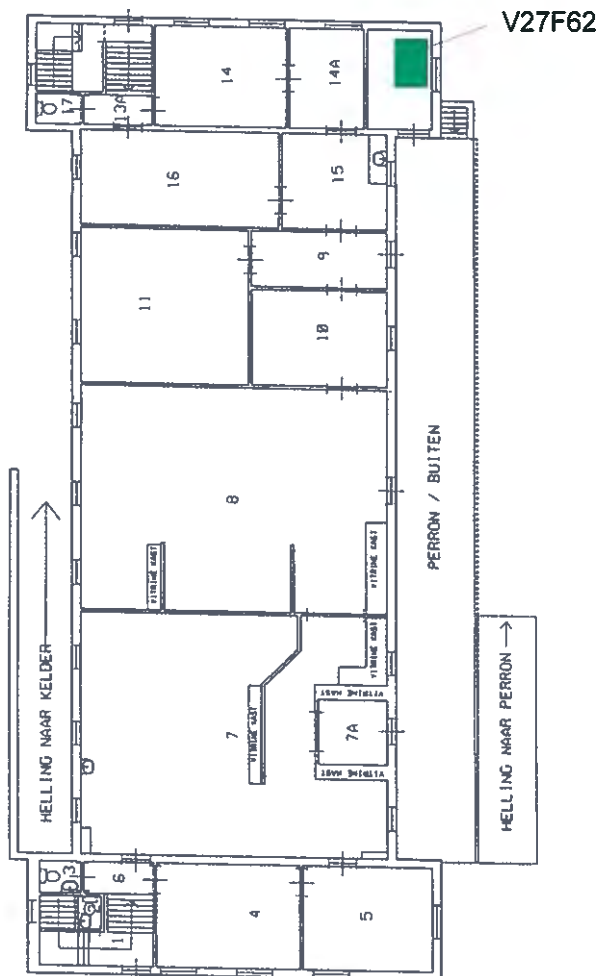 V27F62
14
14A
17
13A
16
15
9
11
10
8
PERRON / BUITEN
HELLING NAAR KELDER
VITRINE KAST
VITRINE KAST
7
VITRINE KAST
VITRINE KAST
VITRINE KAST
7A
VITRINE KAST
HELLING NAAR PERRON
3
6
2
1
4
5